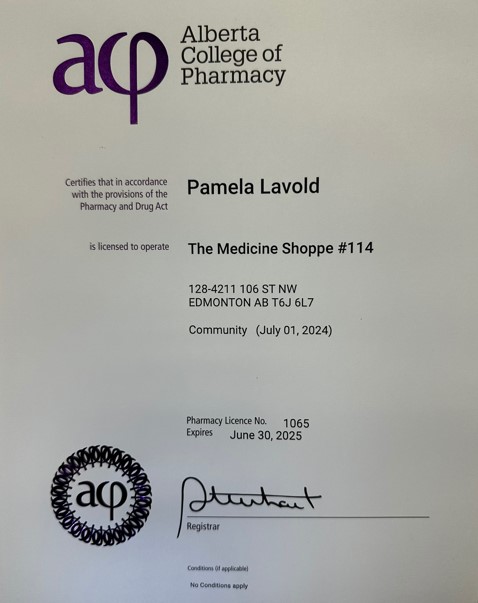 acp
Alberta
College of
Pharmacy
Certifies that in accordance
with the provisions of the
Pharmacy and Drug Act
Pamela Lavold
is licensed to operate
The Medicine Shoppe #114
128-4211 106 ST NW
EDMONTON AB T6J 6L7
Community (July 01, 2024)
Pharmacy Licence No. 1065
Expires June 30, 2025
acp
Registrar
Conditions (if applicable)
No Conditions apply